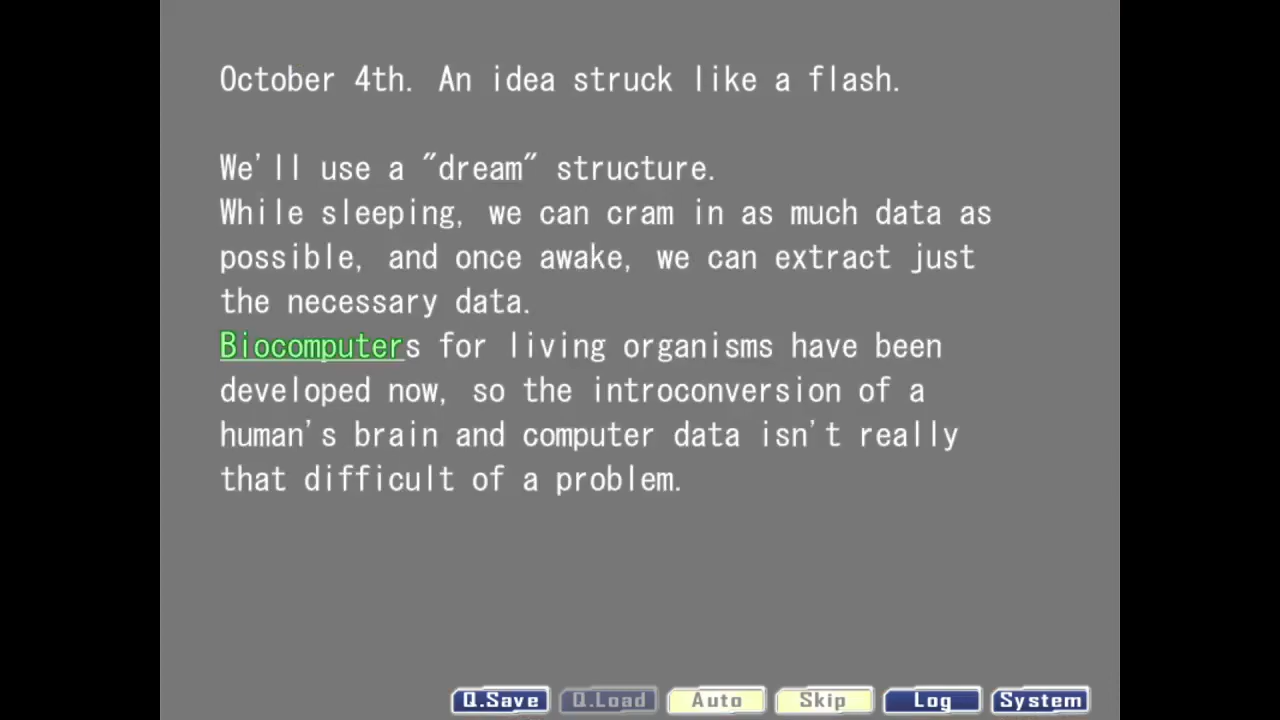 October 4th. An idea struck like a flash.
We'll use a "dream" structure.
While sleeping, we can cram in as much data as
possible, and once awake, we can extract just
the necessary data.
Biocomputers for living organisms have been
developed now, so the introconversion of a
human's brain and computer data isn't really
that difficult of a problem.
Q.Save Q.Load Auto Skip Log System